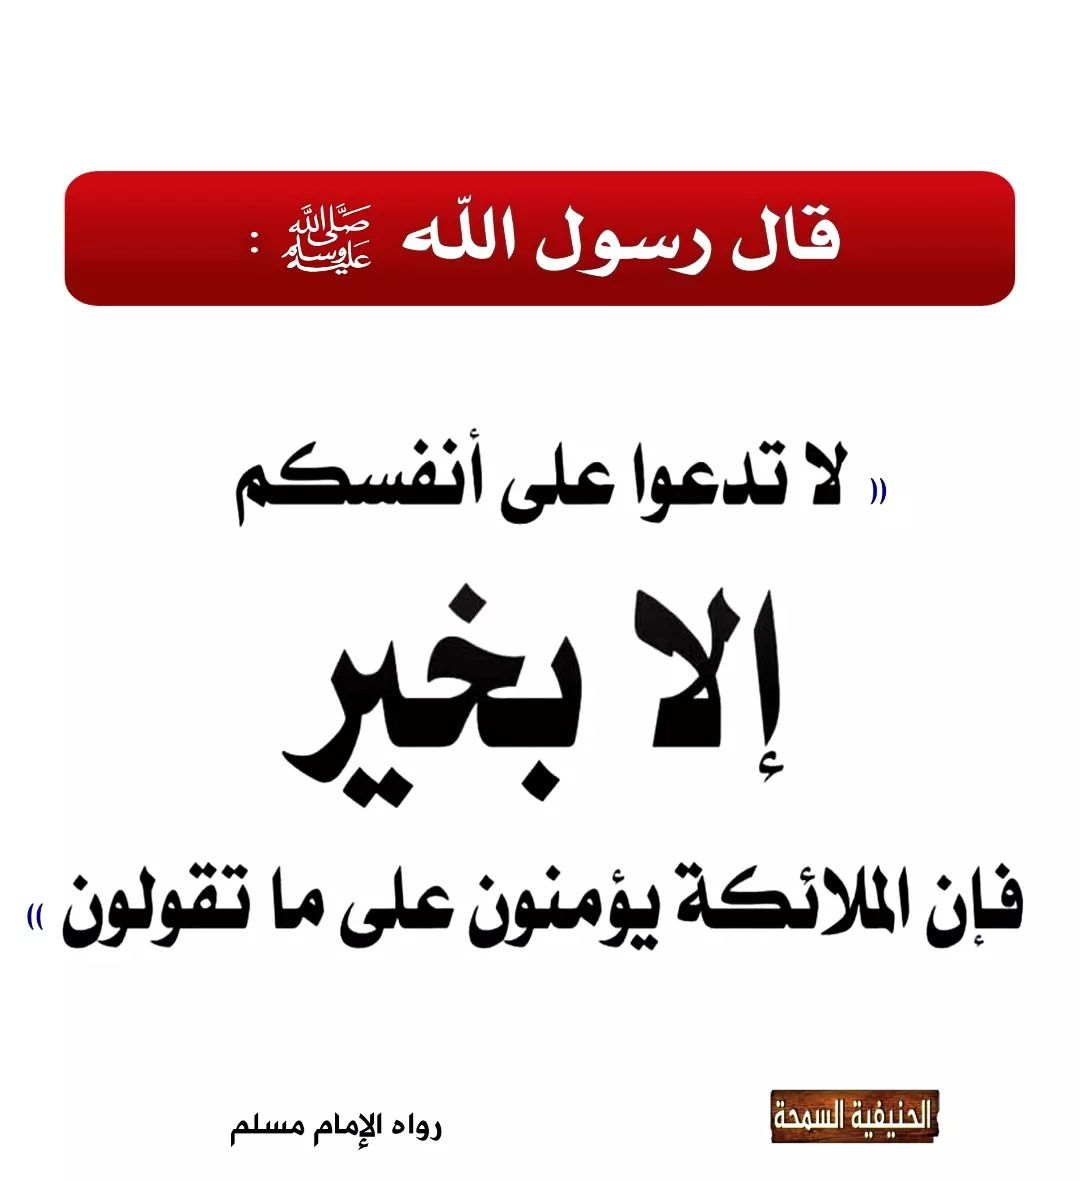 قال رسول الله ﷺ :
(( لا تدعوا على أنفسكم
إلا بخير
فإن الملائكة يؤمنون على ما تقولون ))
رواه الإمام مسلم
الحنيفية السمحة